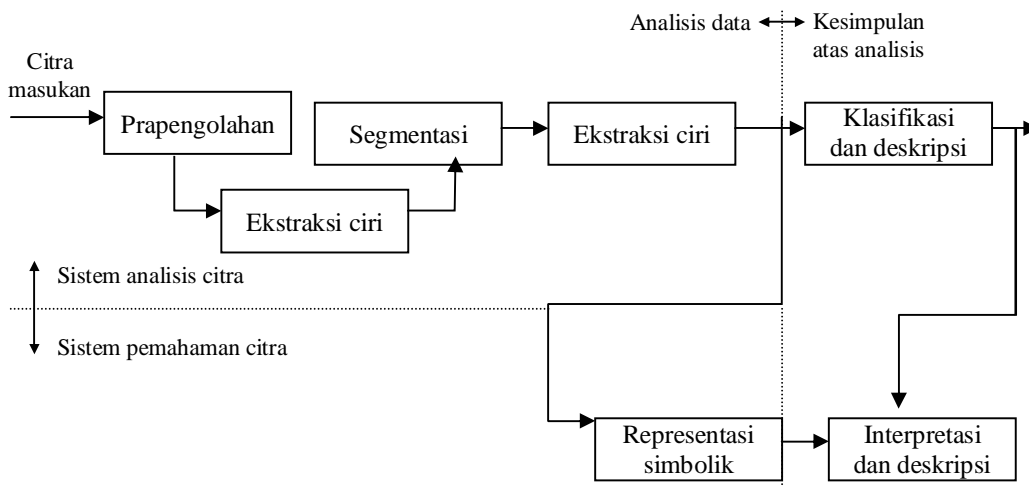 Analisis data
Kesimpulan
atas analisis
Citra
masukan
Prapengolahan
Segmentasi
Ekstraksi ciri
Klasifikasi
dan deskripsi
Ekstraksi ciri
Sistem analisis citra
Sistem pemahaman citra
Representasi
simbolik
Interpretasi
dan deskripsi